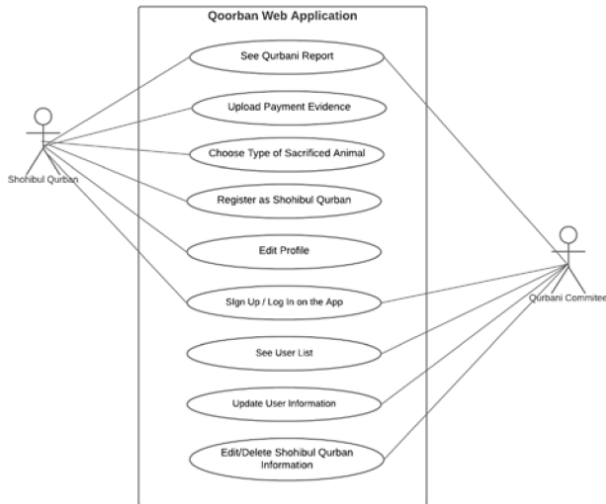 Qoorban Web Application
See Qurbani Report
Upload Payment Evidence
Choose Type of Sacrificed Animal
Shohibul Qurban
Register as Shohibul Qurban
Edit Profile
SIgn Up / Log In on the App
Qurbani Commitee
See User List
Update User Information
Edit/Delete Shohibul Qurban
Information